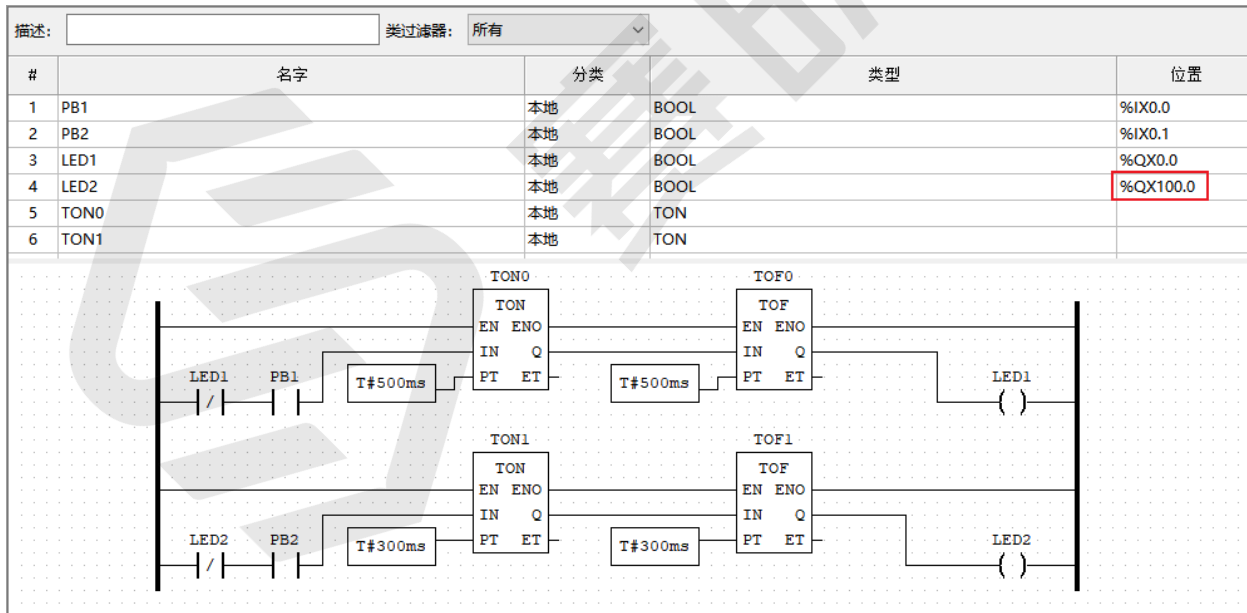 描述: 类过滤器: 所有
# 名字 分类 类型 位置
1 PB1 本地 BOOL %IX0.0
2 PB2 本地 BOOL %IX0.1
3 LED1 本地 BOOL %QX0.0
4 LED2 本地 BOOL %QX100.0
5 TON0 本地 TON
6 TON1 本地 TON
TON0 TOF0
TON TOF
EN ENO EN ENO
IN Q IN Q
LED1 PB1 T#500ms PT ET T#500ms PT ET LED1
TON1 TOF1
TON TOF
EN ENO EN ENO
IN Q IN Q
LED2 PB2 T#300ms PT ET T#300ms PT ET LED2